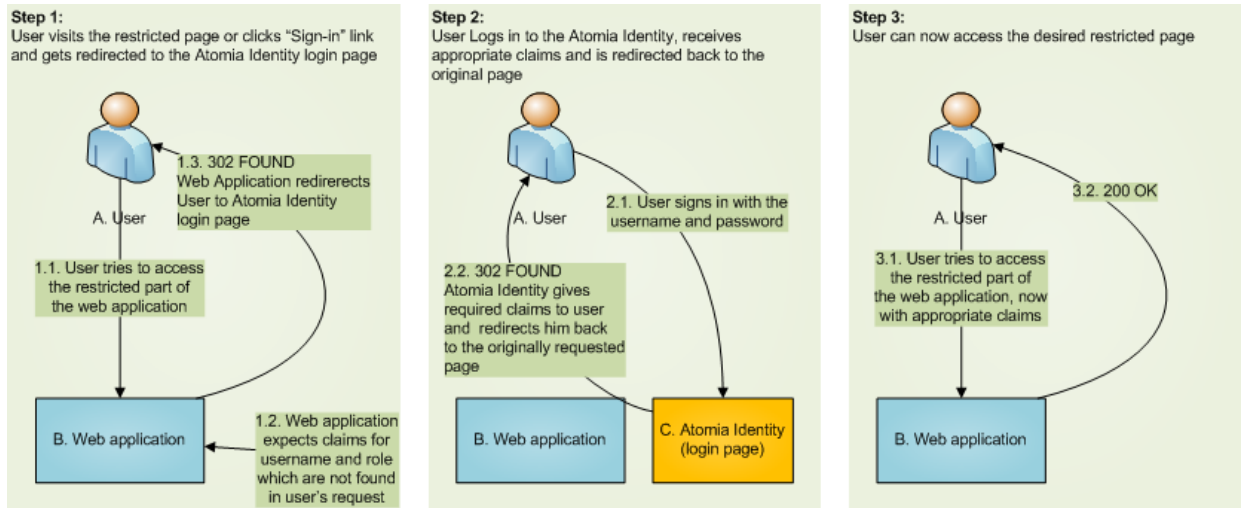 Step 1:
User visits the restricted page or clicks “Sign-in” link
and gets redirected to the Atomia Identity login page
1.3. 302 FOUND
Web Application redirerects
User to Atomia Identity
login page
A. User
1.1. User tries to access
the restricted part of
the web application
B. Web application
1.2. Web application
expects claims for
username and role
which are not found
in user’s request
Step 2:
User Logs in to the Atomia Identity, receives
appropriate claims and is redirected back to the
original page
2.1. User signs in with the
username and password
A. User
2.2. 302 FOUND
Atomia Identity gives
required claims to user
and redirects him back
to the originally requested
page
B. Web application
C. Atomia Identity
(login page)
Step 3:
User can now access the desired restricted page
3.2. 200 OK
A. User
3.1. User tries to access
the restricted part of
the web application, now
with appropriate claims
B. Web application